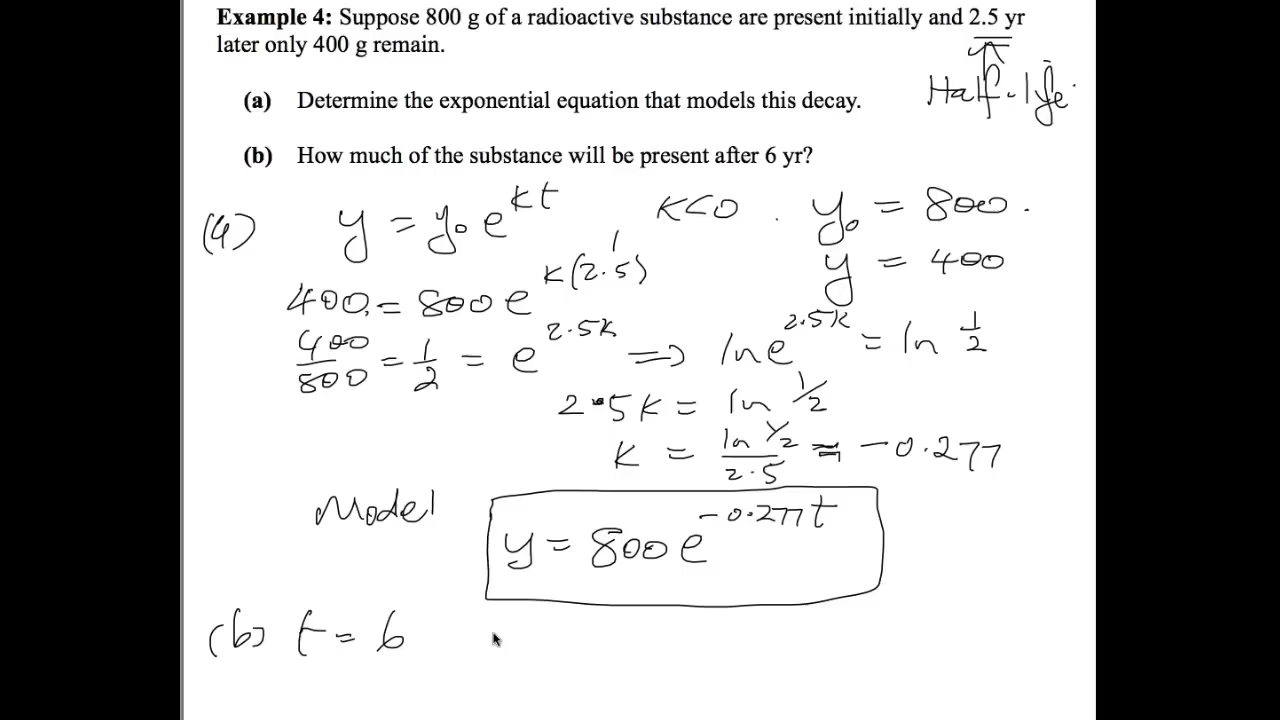 Example 4: Suppose 800 g of a radioactive substance are present initially and 2.5 yr
later only 400 g remain.
Half-life
(a) Determine the exponential equation that models this decay.
(b) How much of the substance will be present after 6 yr?
(a) y = y₀ e^{kt} k<0. y₀ = 800.
y = 400
400 = 800 e^{k(2.5)}
400/800 = 1/2 = e^{2.5k} ⟹ ln e^{2.5k} = ln 1/2
2.5k = ln 1/2
k = ln 1/2 / 2.5 ≈ -0.277
Model
y = 800 e^{-0.277t}
(b) t = 6